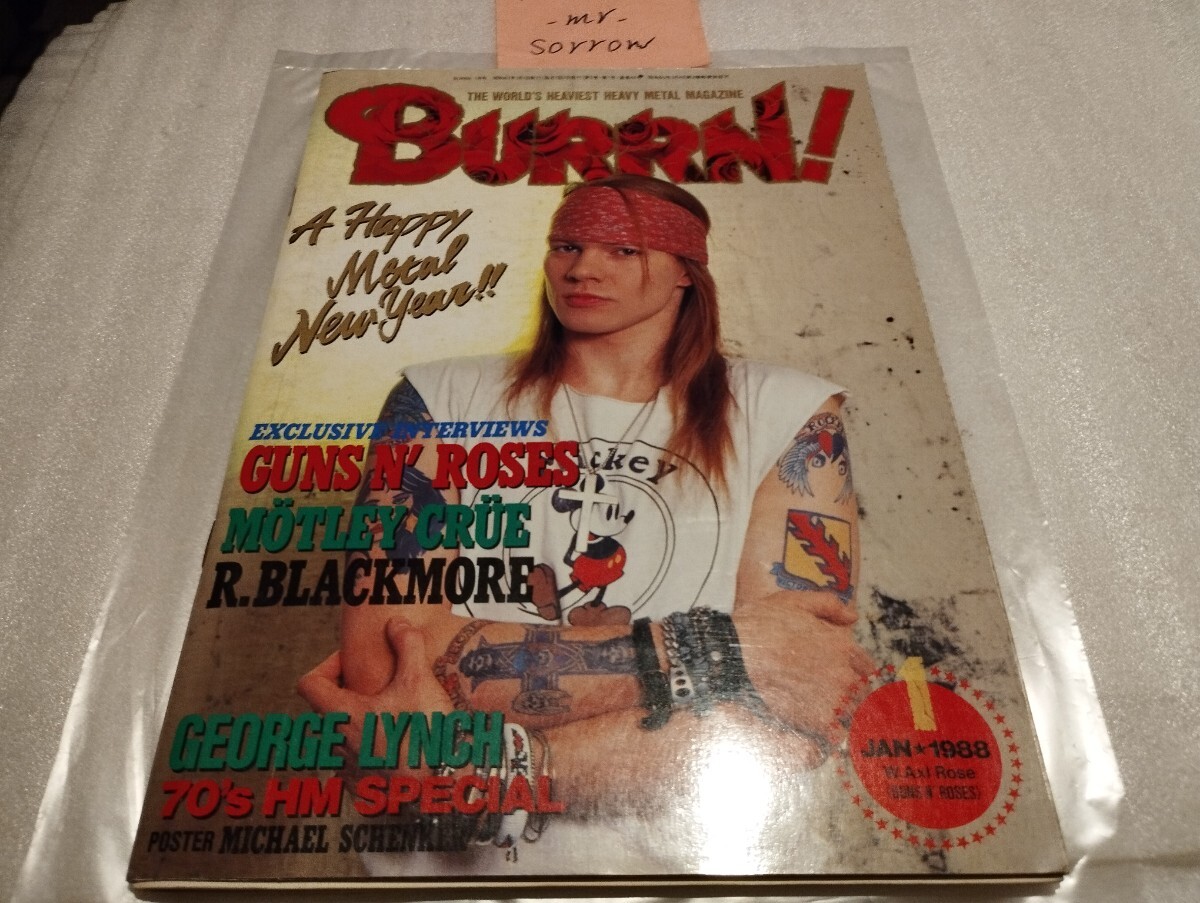 -mr-
sorrow
THE WORLD'S HEAVIEST HEAVY METAL MAGAZINE
BURRN!
A Happy
Metal
New Year!!
EXCLUSIVE INTERVIEWS
GUNS N' ROSES
MÖTLEY CRÜE
R.BLACKMORE
ickey
GEORGE LYNCH
70's HM SPECIAL
POSTER MICHAEL SCHENKER
1
JAN★1988
W.Axl Rose
(GUNS N' ROSES)